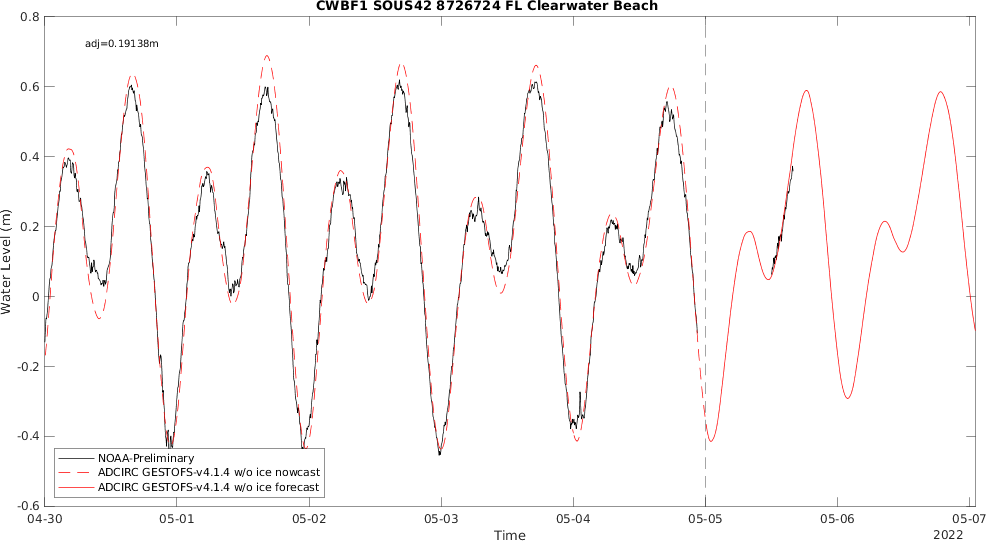 CWBF1 SOUS42 8726724 FL Clearwater Beach
adj=0.19138m
0.8
0.6
0.4
0.2
0
-0.2
-0.4
-0.6
Water Level (m)
NOAA-Preliminary
ADCIRC GESTOFS-v4.1.4 w/o ice nowcast
ADCIRC GESTOFS-v4.1.4 w/o ice forecast
04-30 05-01 05-02 05-03 05-04 05-05 05-06 05-07
Time
2022